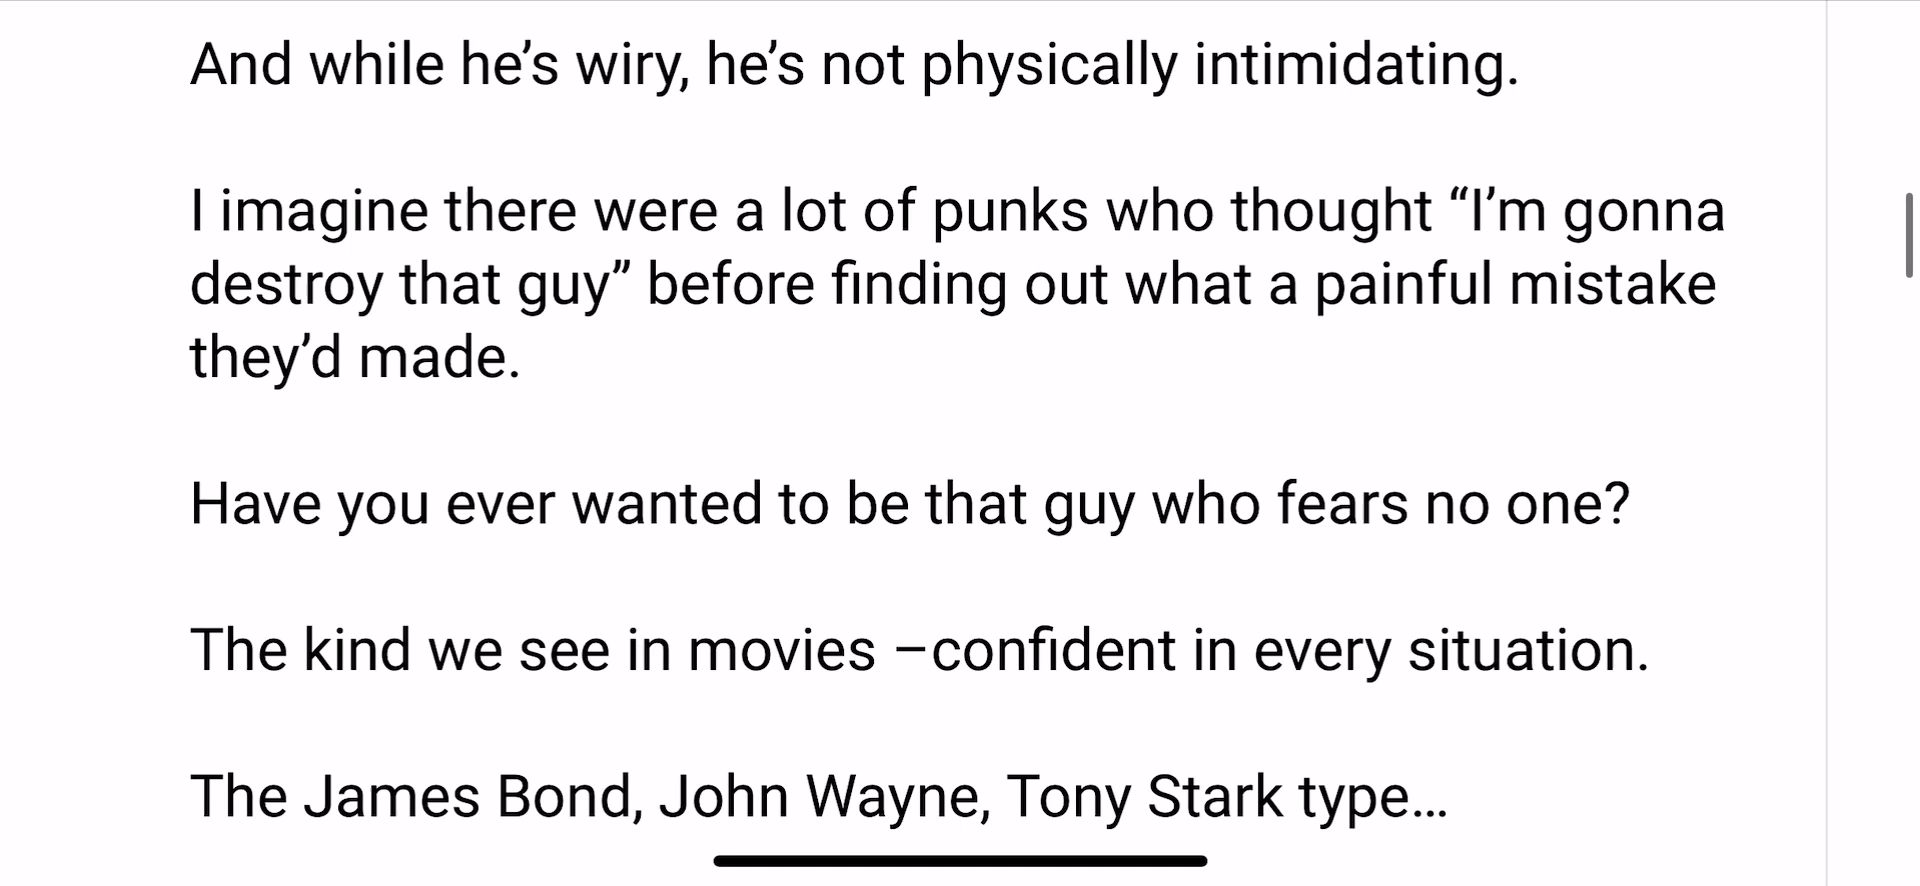 And while he’s wiry, he’s not physically intimidating.
I imagine there were a lot of punks who thought “I’m gonna
destroy that guy” before finding out what a painful mistake
they’d made.
Have you ever wanted to be that guy who fears no one?
The kind we see in movies –confident in every situation.
The James Bond, John Wayne, Tony Stark type...